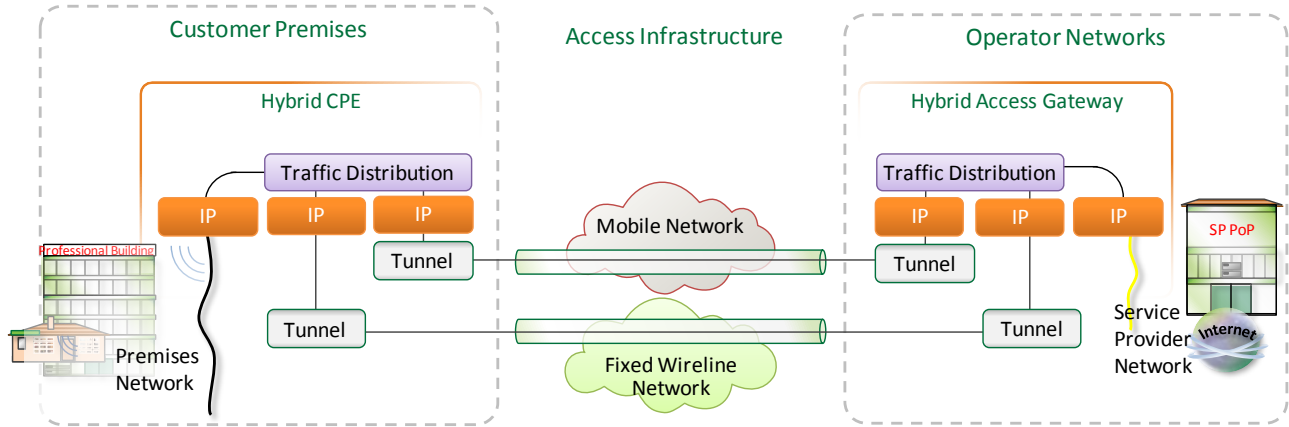 Customer Premises
Access Infrastructure
Operator Networks
Hybrid CPE
Hybrid Access Gateway
Traffic Distribution
Traffic Distribution
IP
IP
IP
IP
IP
IP
Professional Building
SP PoP
Mobile Network
Tunnel
Tunnel
Tunnel
Tunnel
Premises
Network
Fixed Wireline
Network
Service
Provider
Network
Internet